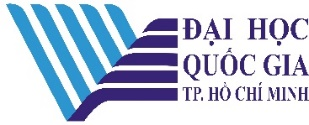 ĐẠI HỌC
QUỐC GIA
TP. HỒ CHÍ MINH